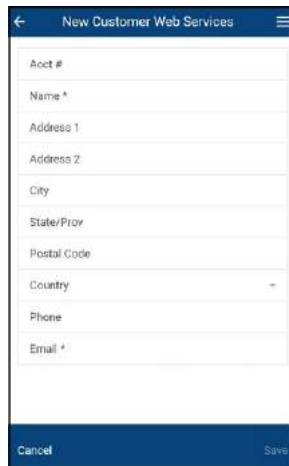 New Customer Web Services
Acct #
Name *
Address 1
Address 2
City
State/Prov
Postal Code
Country
Phone
Email *
Cancel
Save